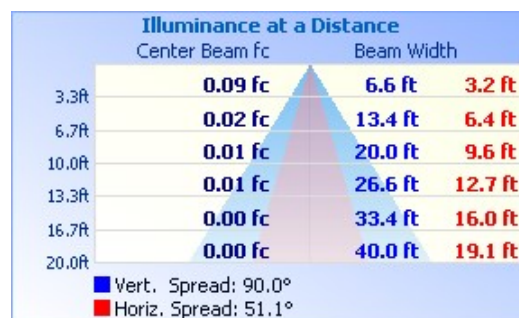 Illuminance at a Distance
Center Beam fc Beam Width
3.3ft 0.09 fc 6.6 ft 3.2 ft
6.7ft 0.02 fc 13.4 ft 6.4 ft
10.0ft 0.01 fc 20.0 ft 9.6 ft
13.3ft 0.01 fc 26.6 ft 12.7 ft
16.7ft 0.00 fc 33.4 ft 16.0 ft
20.0ft 0.00 fc 40.0 ft 19.1 ft
Vert. Spread: 90.0°
Horiz. Spread: 51.1°